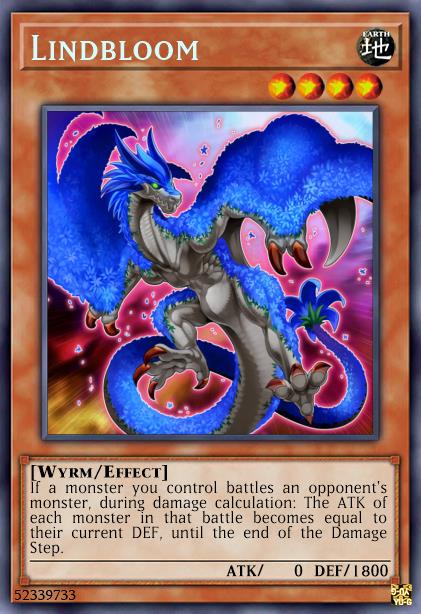 Lindbloom
EARTH
地
[Wyrm/Effect]
If a monster you control battles an opponent's
monster, during damage calculation: The ATK of
each monster in that battle becomes equal to
their current DEF, until the end of the Damage
Step.
ATK/ 0 DEF/1800
52339733